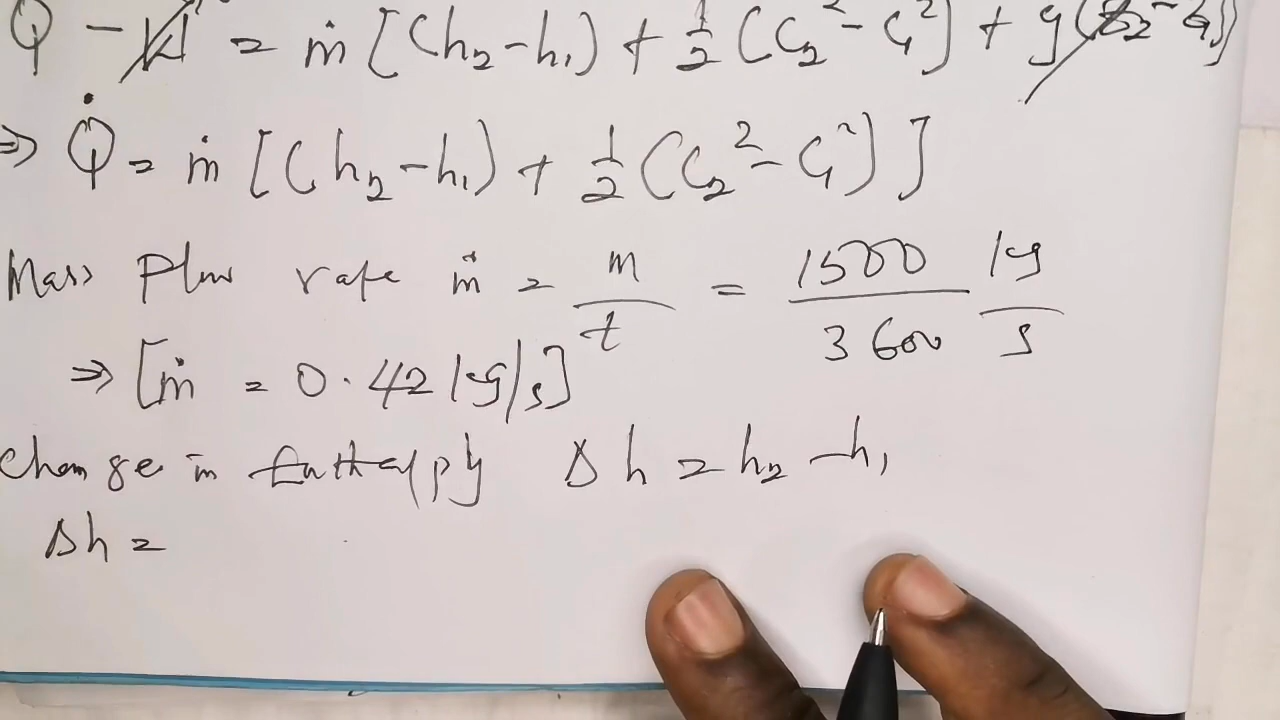 Q - W = ṁ [(h₂-h₁) + 1/2 (C₂² - C₁²) + g(Z₂ - Z₁)]
⇒ Q̇ = ṁ [(h₂-h₁) + 1/2 (C₂² - C₁²)]
Mass flow rate ṁ = m/t = 1500/3600 kg/s
⇒ [ṁ = 0.42 kg/s]
Change in Enthalpy Δh = h₂ - h₁
Δh =